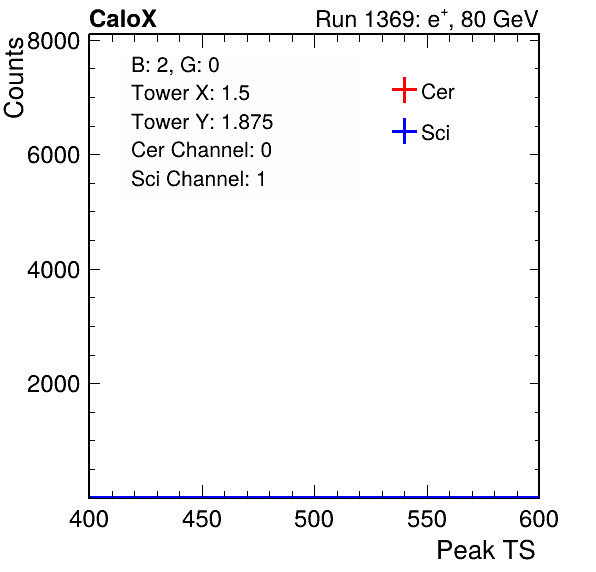 CaloX Run 1369: e⁺, 80 GeV
Counts
8000
6000
4000
2000
B: 2, G: 0
Tower X: 1.5
Tower Y: 1.875
Cer Channel: 0
Sci Channel: 1
Cer
Sci
400 450 500 550 600
Peak TS